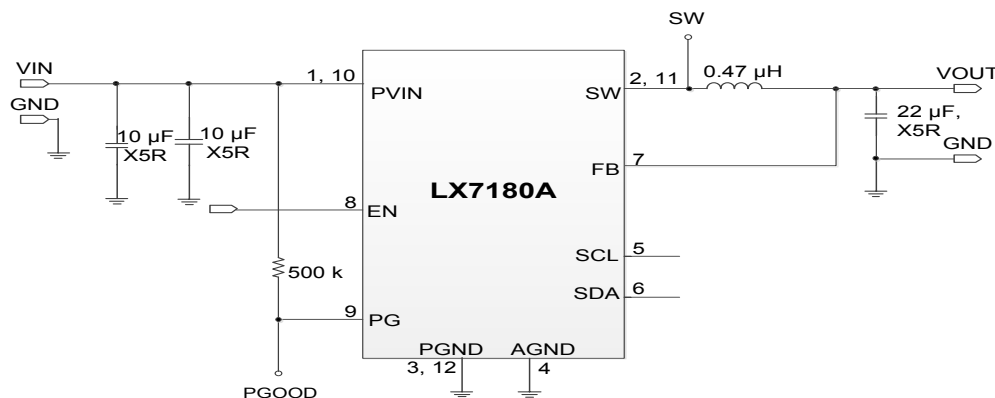 SW
VIN
GND
1, 10
2, 11
0.47 µH
VOUT
PVIN
SW
10 µF
X5R
10 µF
X5R
22 µF,
X5R
GND
FB
7
LX7180A
8
EN
SCL
5
SDA
6
500 k
9
PG
PGND
AGND
3, 12
4
PGOOD